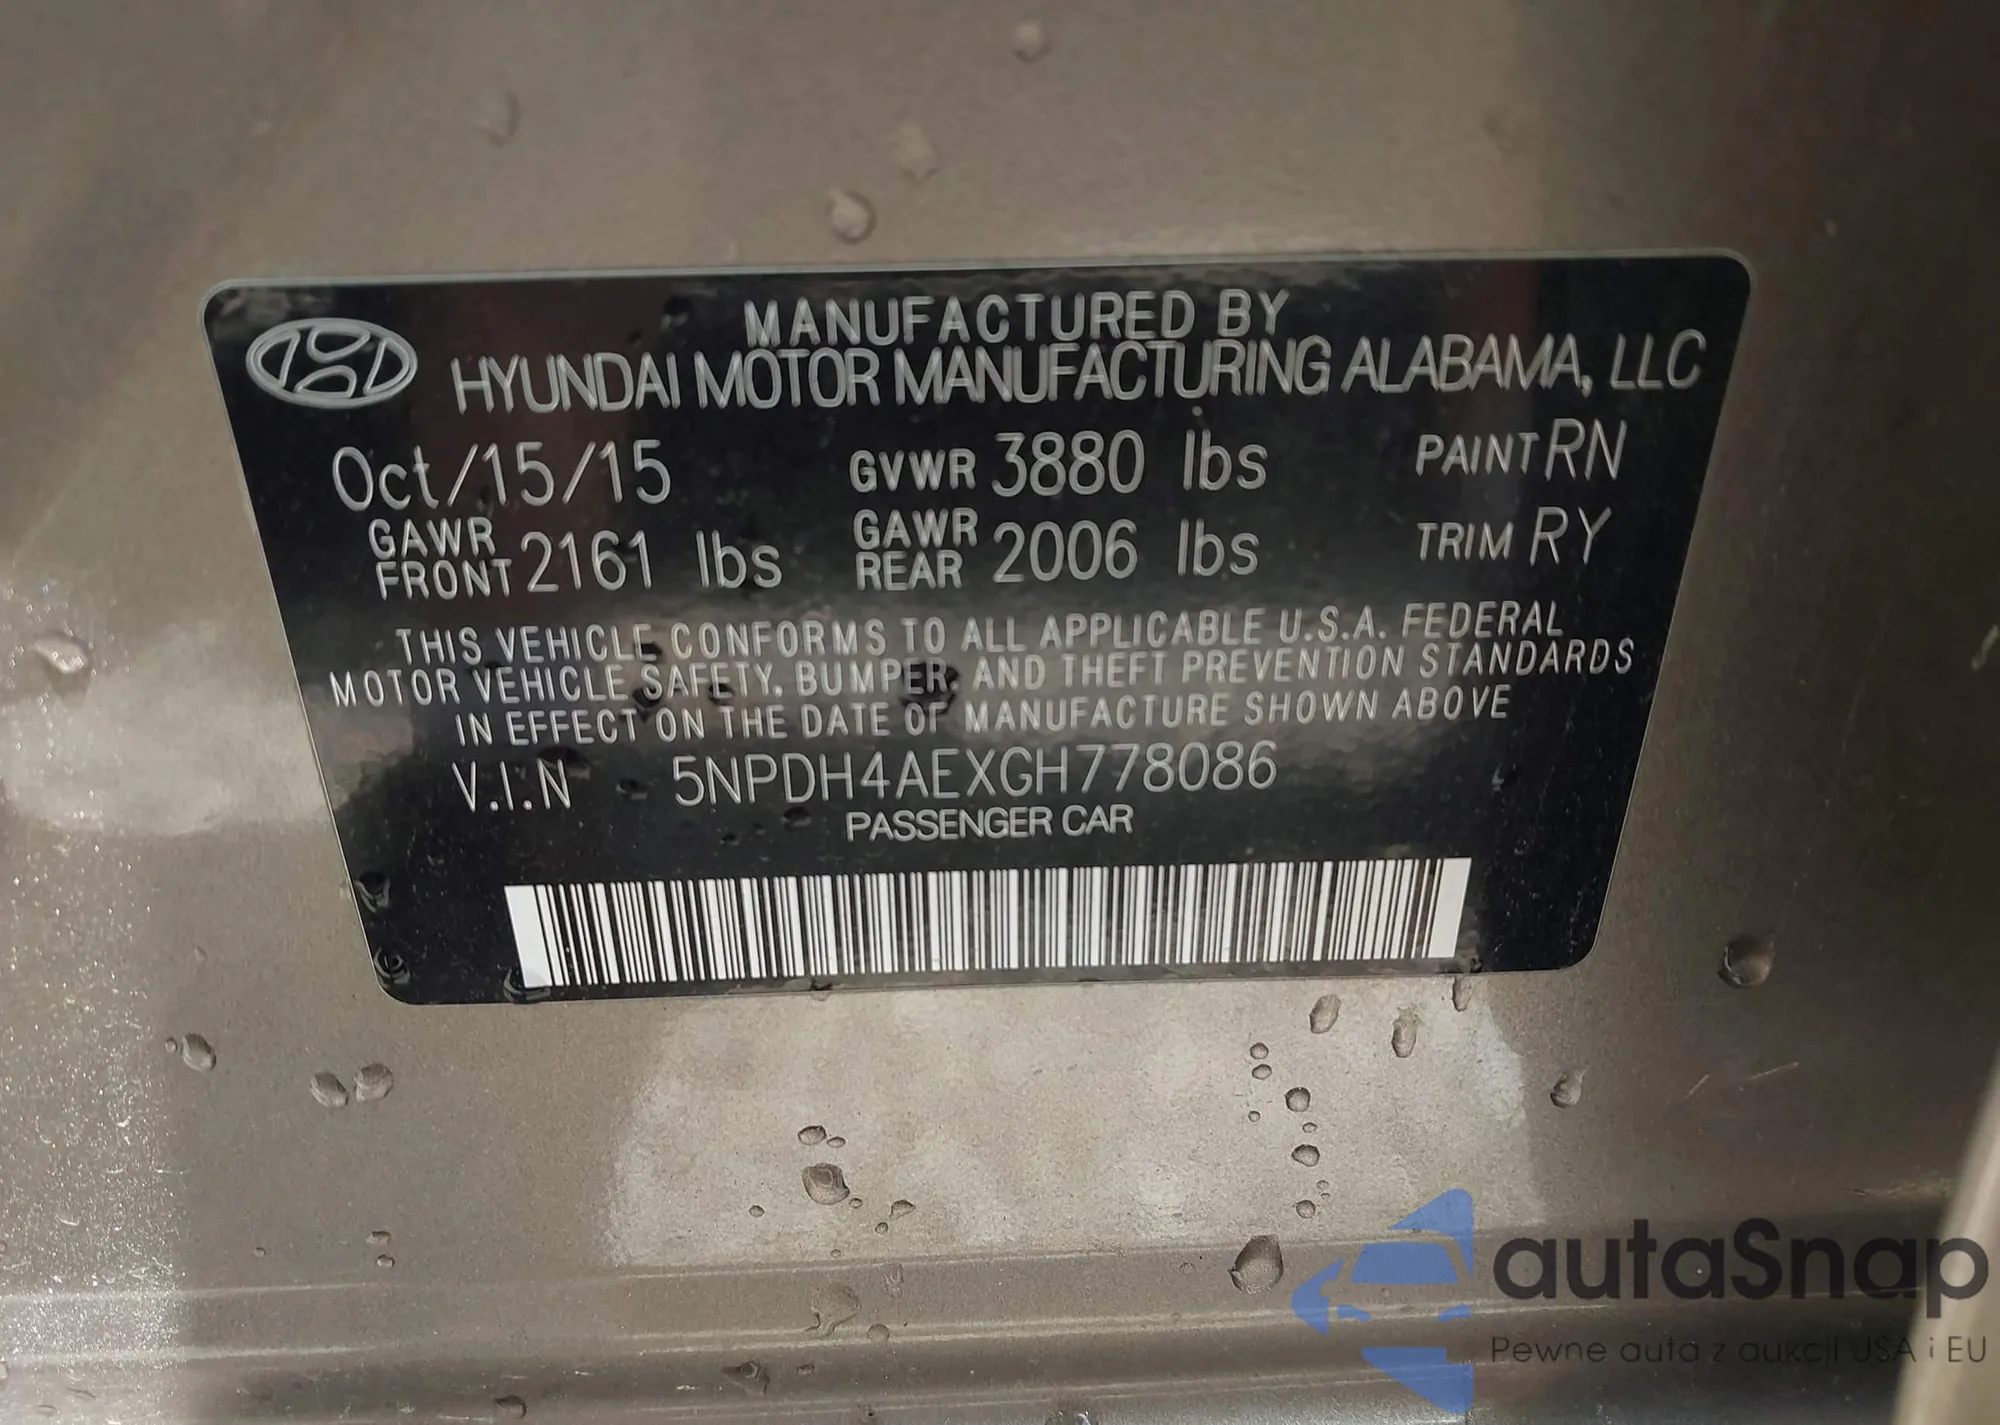 MANUFACTURED BY
HYUNDAI MOTOR MANUFACTURING ALABAMA, LLC
Oct/15/15 GVWR 3880 lbs PAINT RN
GAWR FRONT 2161 lbs GAWR REAR 2006 lbs TRIM RY
THIS VEHICLE CONFORMS TO ALL APPLICABLE U.S.A. FEDERAL
MOTOR VEHICLE SAFETY, BUMPER, AND THEFT PREVENTION STANDARDS
IN EFFECT ON THE DATE OF MANUFACTURE SHOWN ABOVE
V.I.N 5NPDH4AEXGH778086
PASSENGER CAR
autaSnap
Pewne auta z aukcji USA i EU